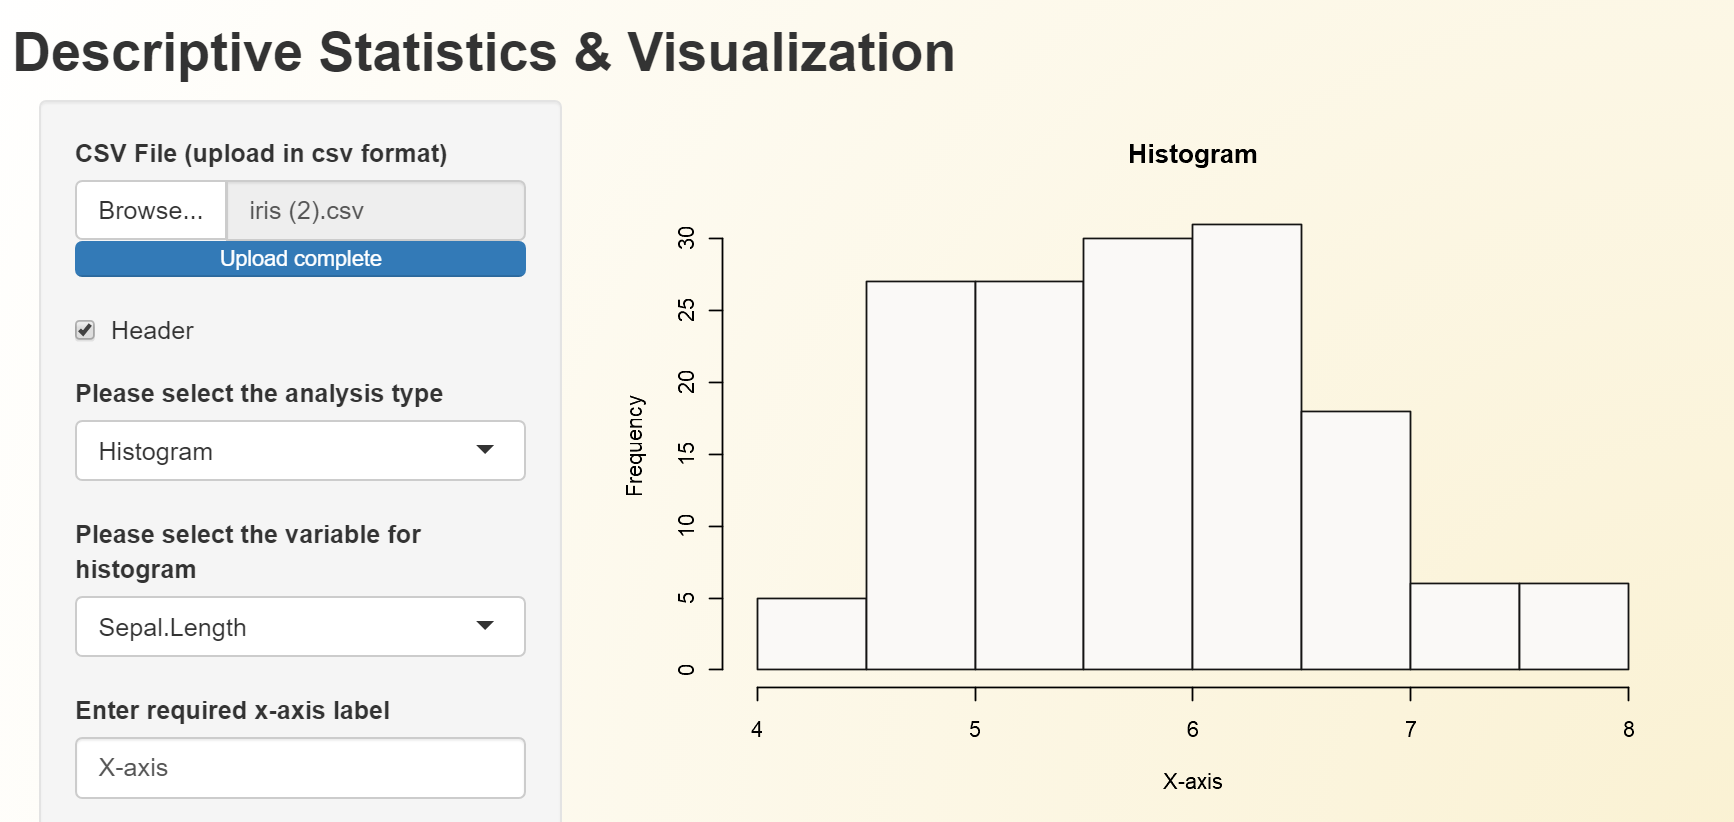 Descriptive Statistics & Visualization
CSV File (upload in csv format)
Browse...
iris (2).csv
Upload complete
Header
Please select the analysis type
Histogram
Please select the variable for
histogram
Sepal.Length
Enter required x-axis label
X-axis
Histogram
Frequency
30
25
20
15
10
5
0
4 5 6 7 8
X-axis